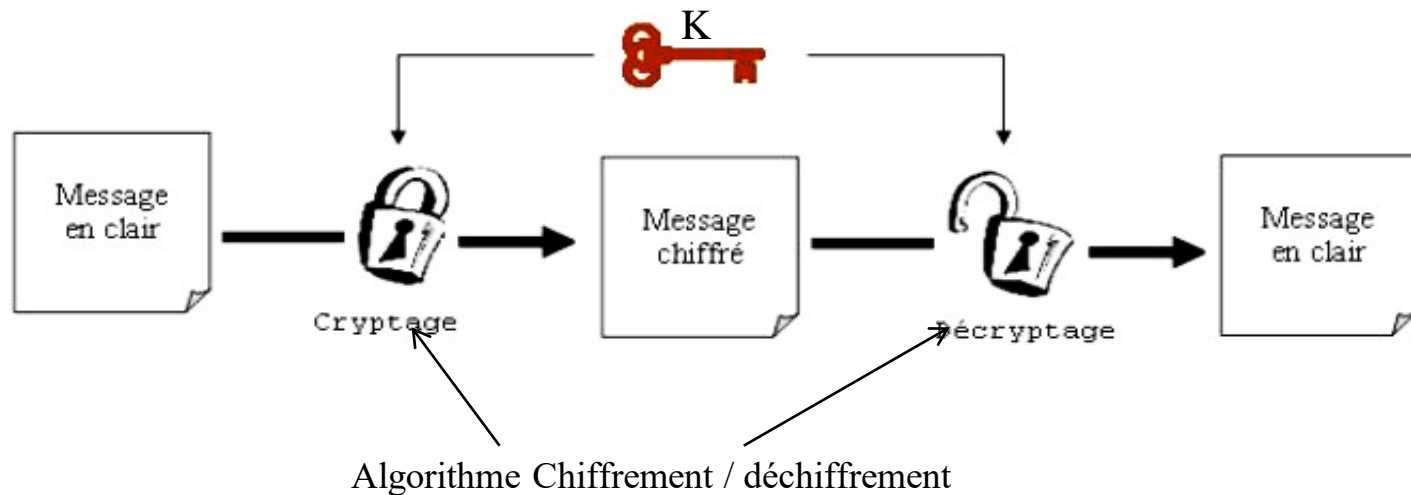 K
Message
en clair
Cryptage
Message
chiffré
Décryptage
Message
en clair
Algorithme Chiffrement / déchiffrement